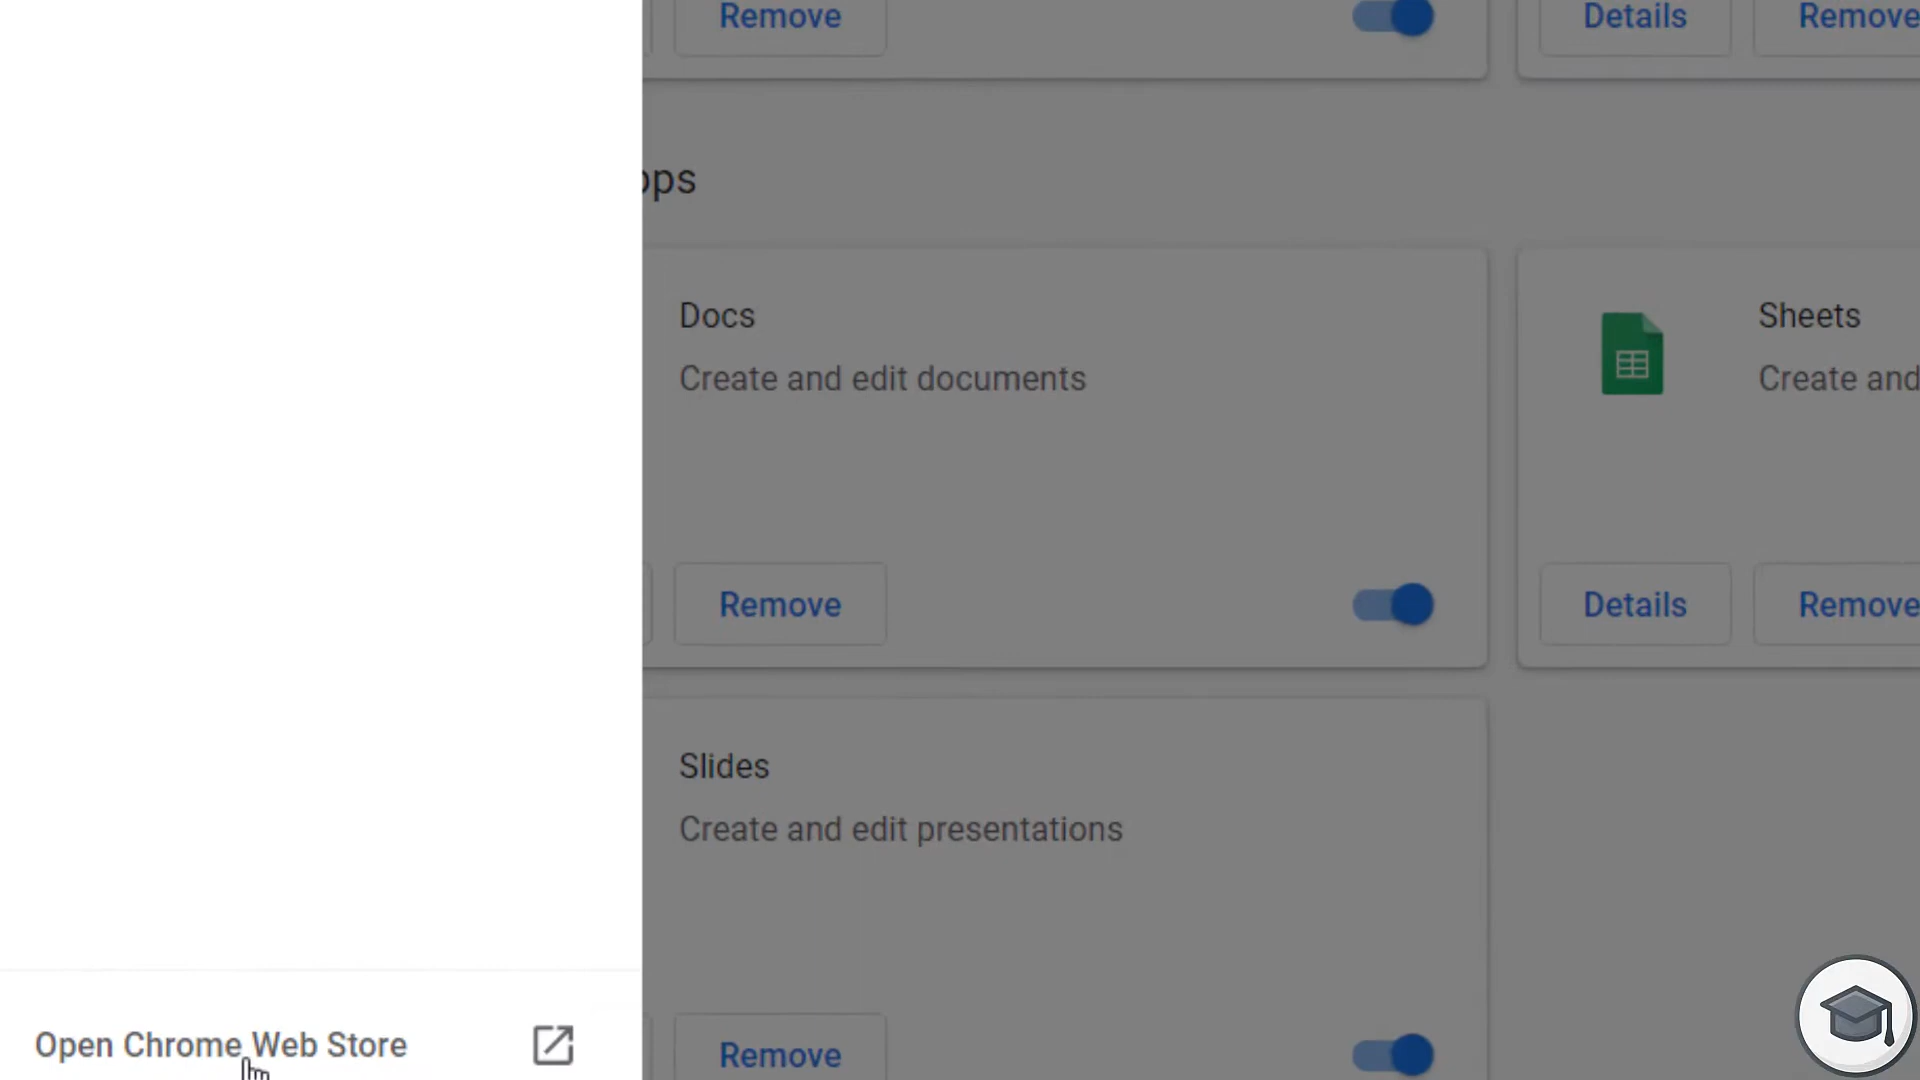 Remove
Details
Remove
pps
Docs
Create and edit documents
Sheets
Create and
Remove
Details
Remove
Slides
Create and edit presentations
Remove
Open Chrome Web Store